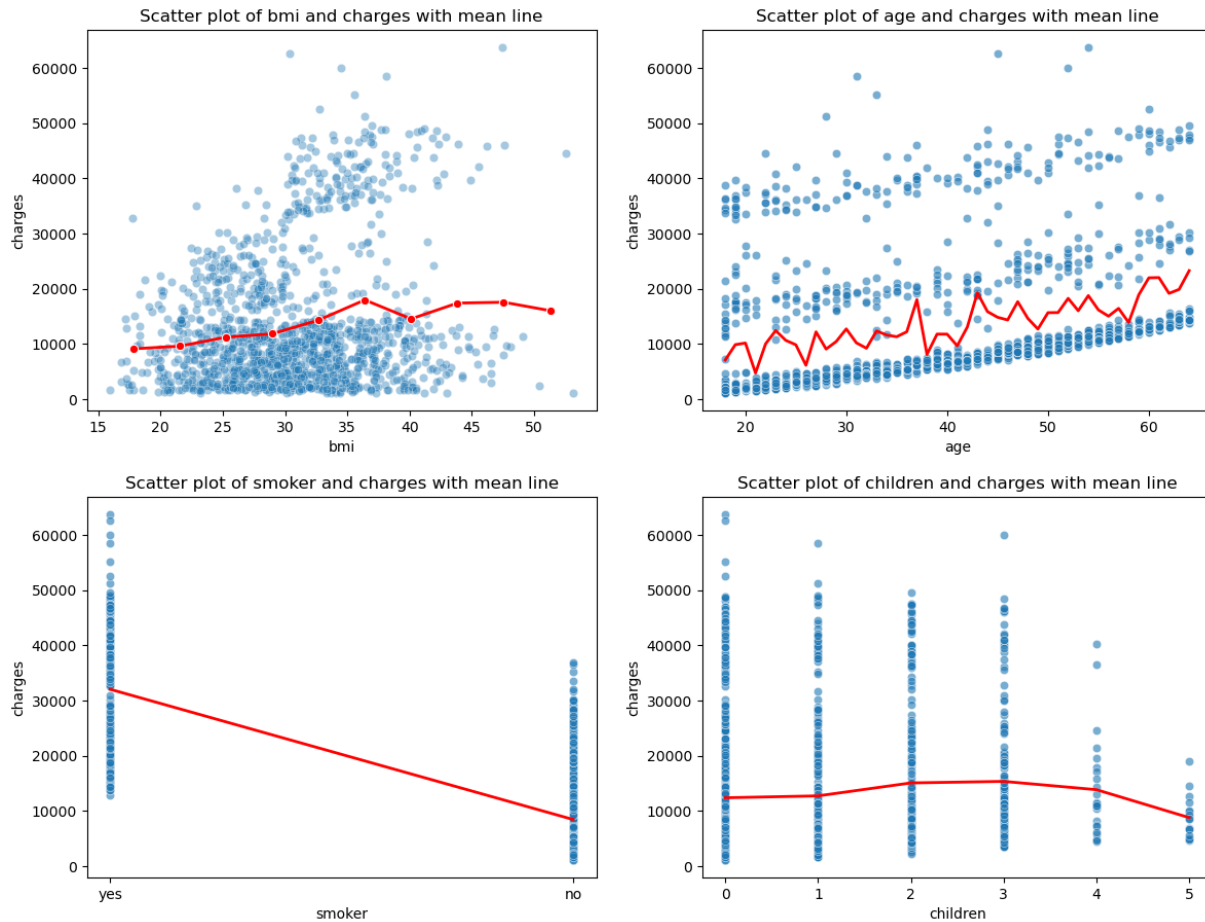 Scatter plot of bmi and charges with mean line
60000
50000
40000
30000
20000
10000
0
charges
15 20 25 30 35 40 45 50
bmi
Scatter plot of age and charges with mean line
60000
50000
40000
30000
20000
10000
0
charges
20 30 40 50 60
age
Scatter plot of smoker and charges with mean line
60000
50000
40000
30000
20000
10000
0
charges
yes no
smoker
Scatter plot of children and charges with mean line
60000
50000
40000
30000
20000
10000
0
charges
0 1 2 3 4 5
children